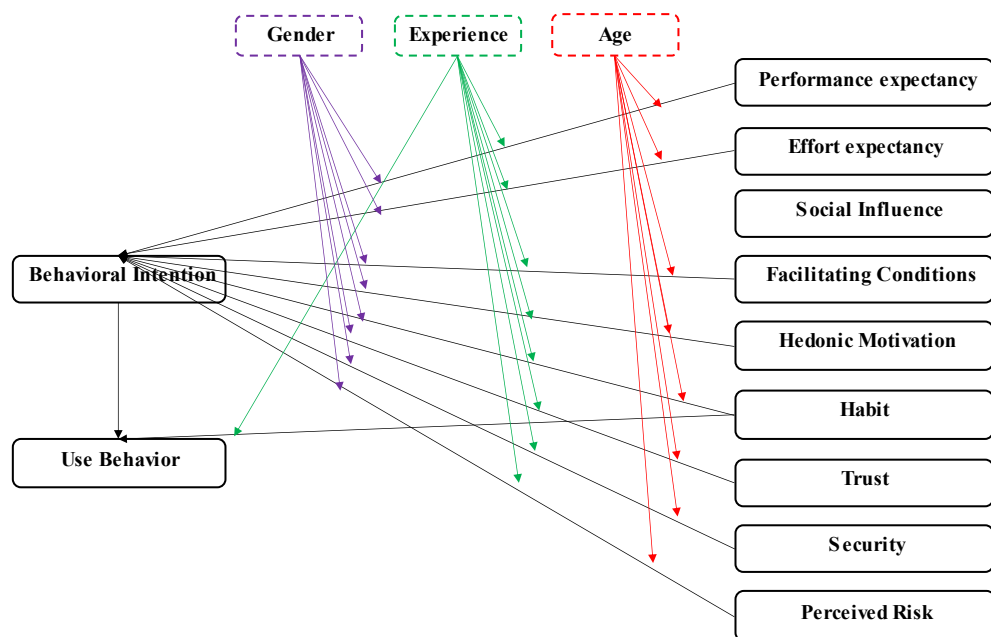 Gender
Experience
Age
Performance expectancy
Effort expectancy
Social Influence
Behavioral Intention
Facilitating Conditions
Hedonic Motivation
Habit
Use Behavior
Trust
Security
Perceived Risk